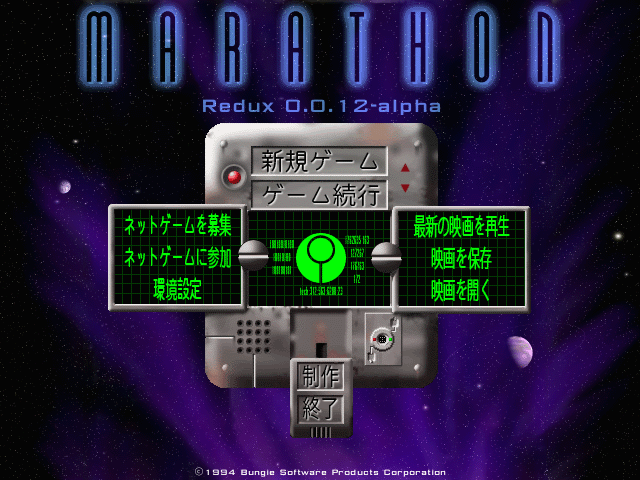 MARATHON
Redux 0.0.12-alpha
新規ゲーム
ゲーム続行
ネットゲームを募集
ネットゲームに参加
環境設定
最新の映画を再生
映画を保存
映画を開く
制作
終了
©1994 Bungie Software Products Corporation